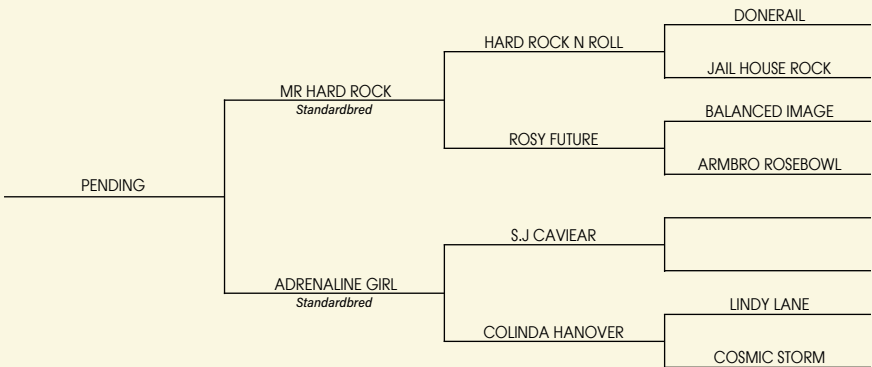 DONERAIL
HARD ROCK N ROLL
JAIL HOUSE ROCK
MR HARD ROCK
Standardbred
BALANCED IMAGE
ROSY FUTURE
ARMBRO ROSEBOWL
PENDING
S.J CAVIEAR
ADRENALINE GIRL
Standardbred
LINDY LANE
COLINDA HANOVER
COSMIC STORM